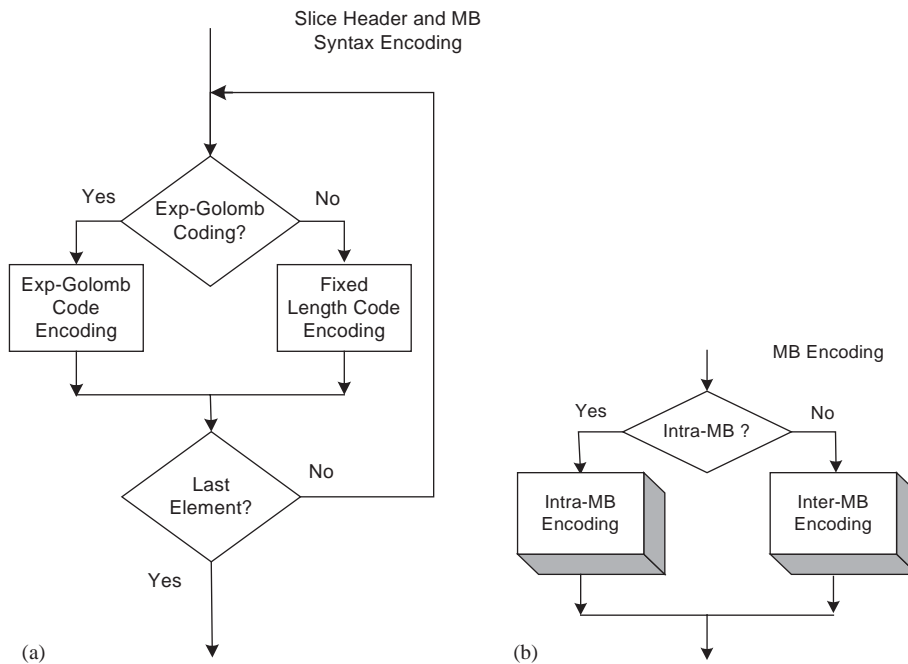 Slice Header and MB
Syntax Encoding
Yes
No
Exp-Golomb
Coding?
Exp-Golomb
Code
Encoding
Fixed
Length Code
Encoding
Last
Element?
No
Yes
(a)
MB Encoding
Yes
No
Intra-MB ?
Intra-MB
Encoding
Inter-MB
Encoding
(b)